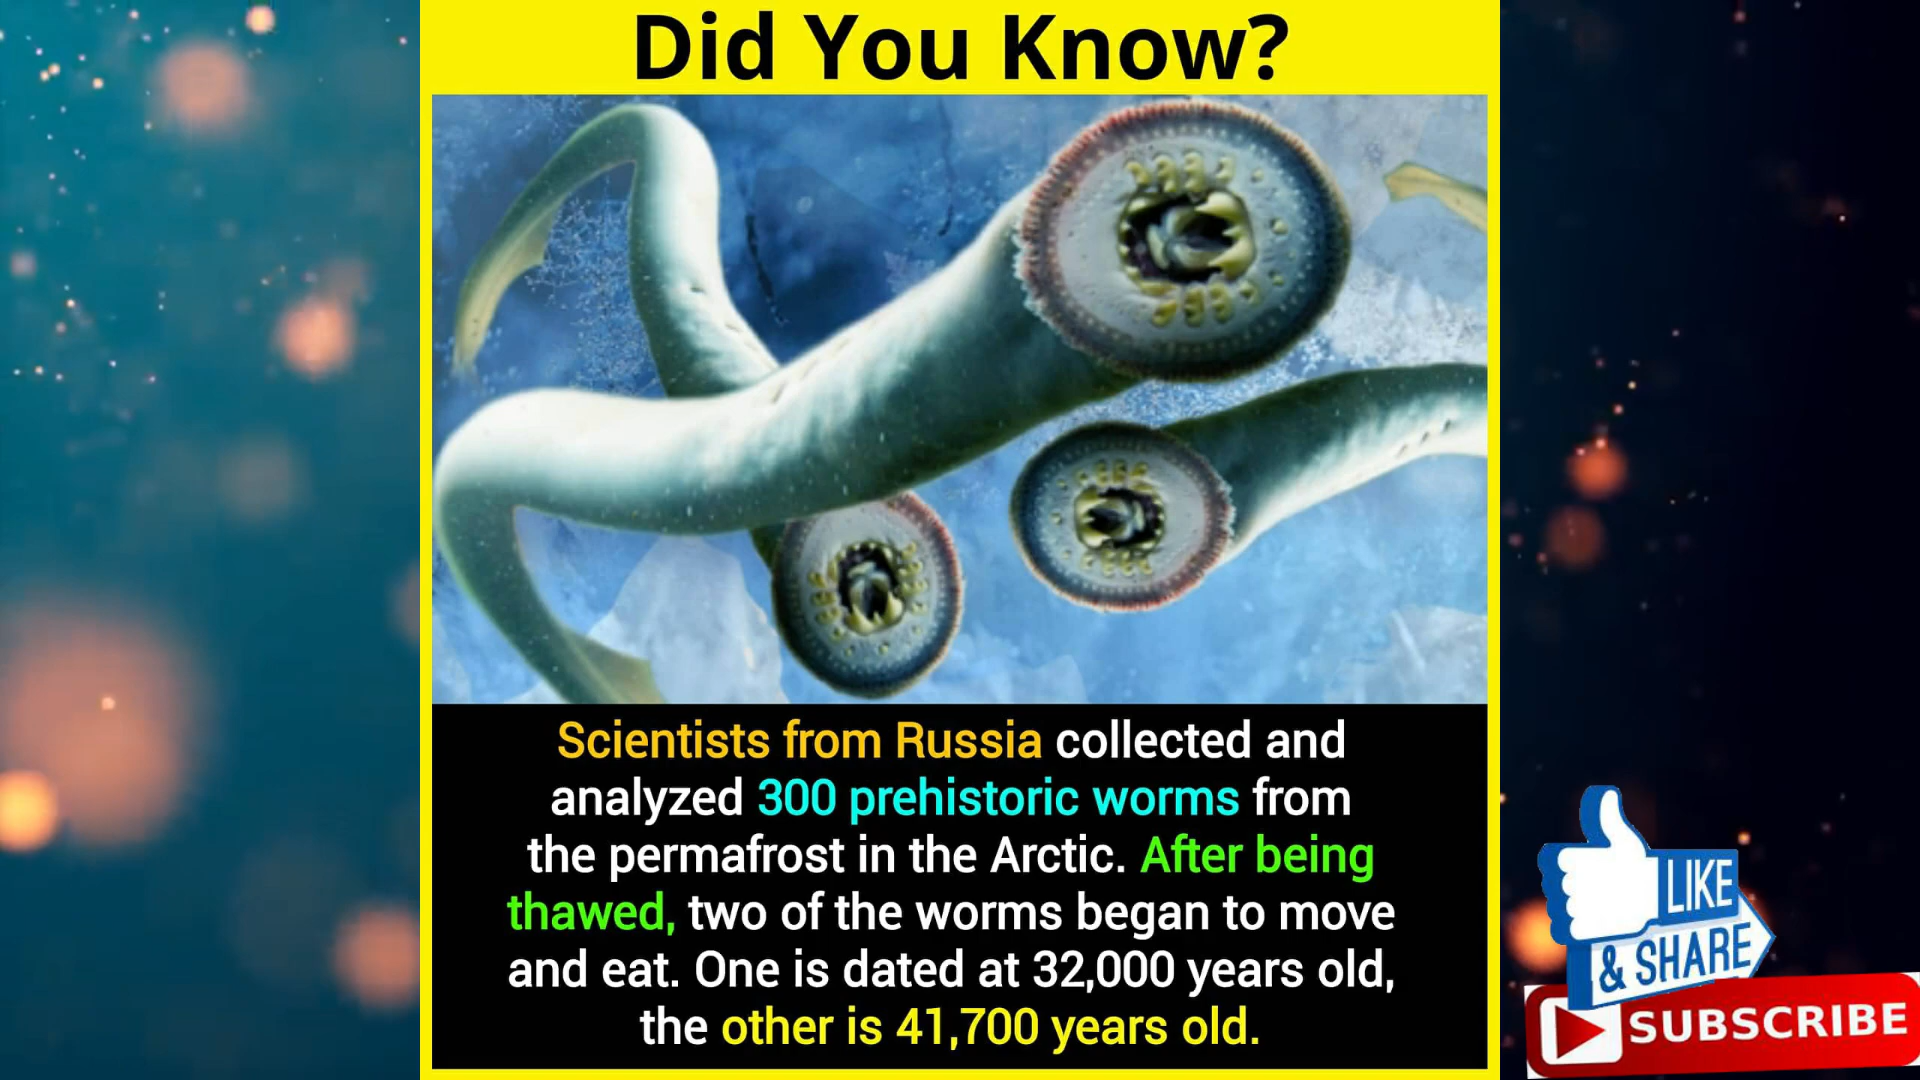 Did You Know?
Scientists from Russia collected and
analyzed 300 prehistoric worms from
the permafrost in the Arctic. After being
thawed, two of the worms began to move
and eat. One is dated at 32,000 years old,
the other is 41,700 years old.
LIKE
& SHARE
SUBSCRIBE